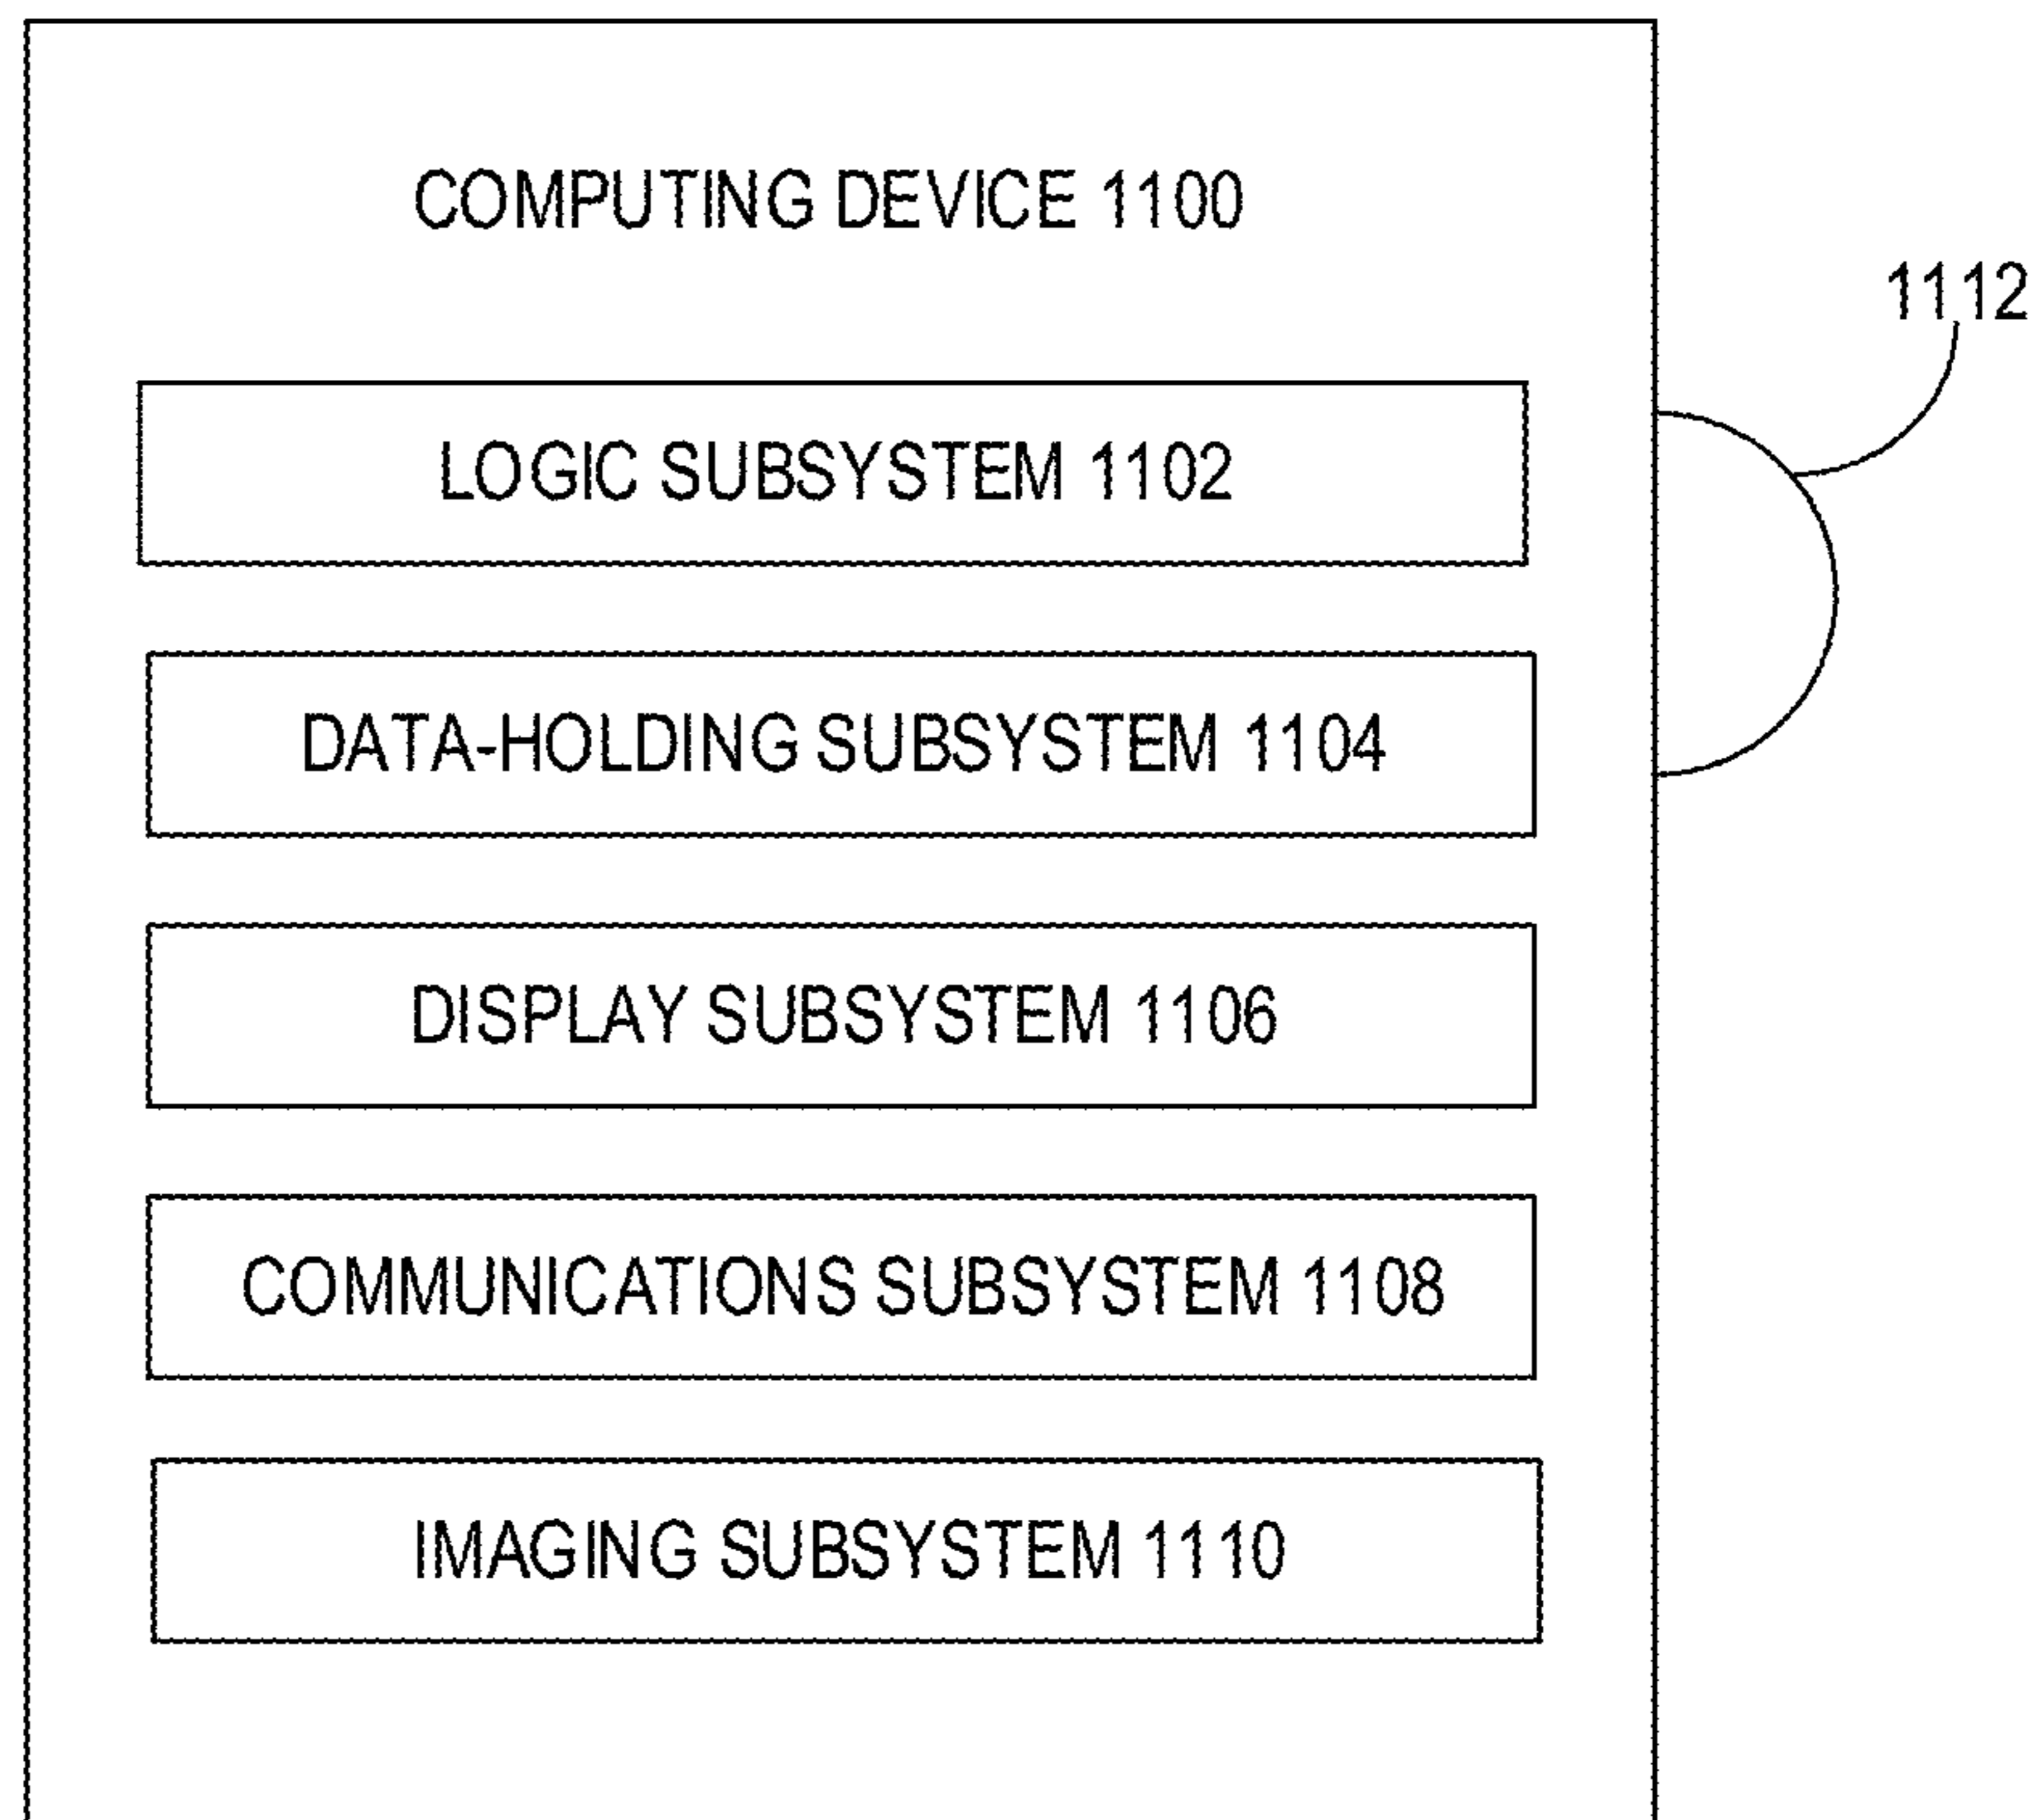 COMPUTING DEVICE 1100
1112
LOGIC SUBSYSTEM 1102
DATA-HOLDING SUBSYSTEM 1104
DISPLAY SUBSYSTEM 1106
COMMUNICATIONS SUBSYSTEM 1108
IMAGING SUBSYSTEM 1110